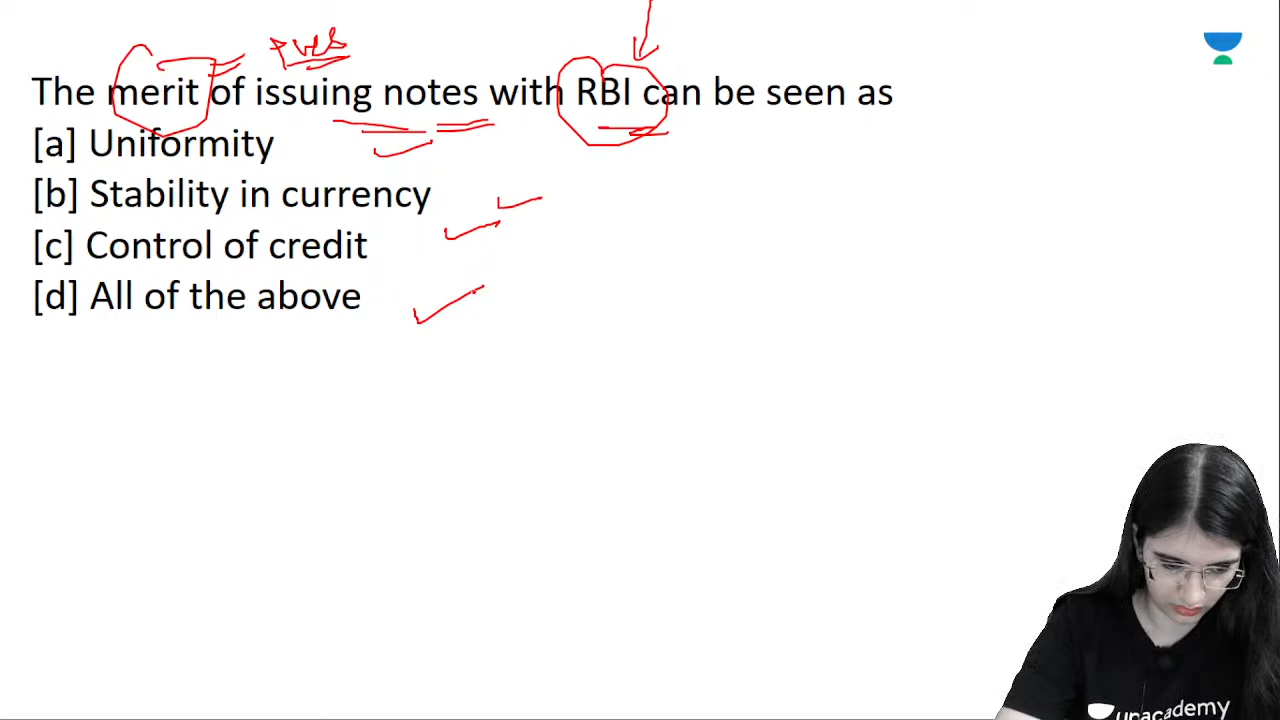 The merit of issuing notes with RBI can be seen as
[a] Uniformity
[b] Stability in currency
[c] Control of credit
[d] All of the above
unacademy